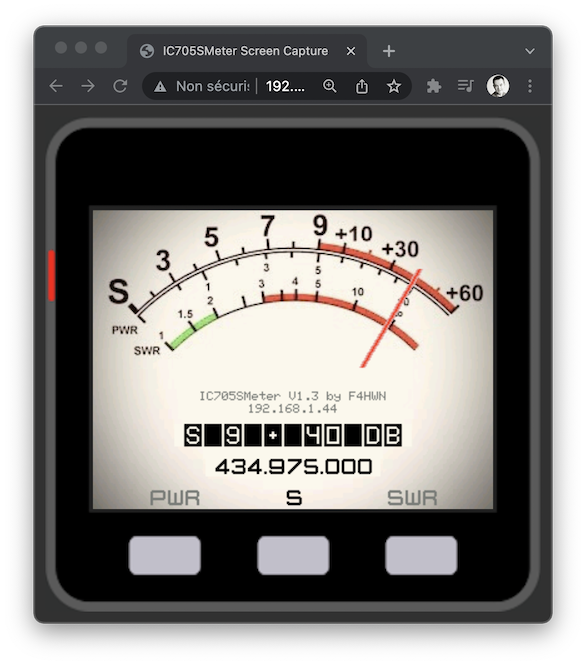 IC705SMeter Screen Capture
Non sécuris | 192....
S 3 5 7 9 +10 +30 +60
PWR 1 3 5 10
SWR 1 1.5 2 3 4 5 ∞
IC705SMeter V1.3 by F4HWN
192.168.1.44
S 9 + 40 DB
434.975.000
PWR S SWR